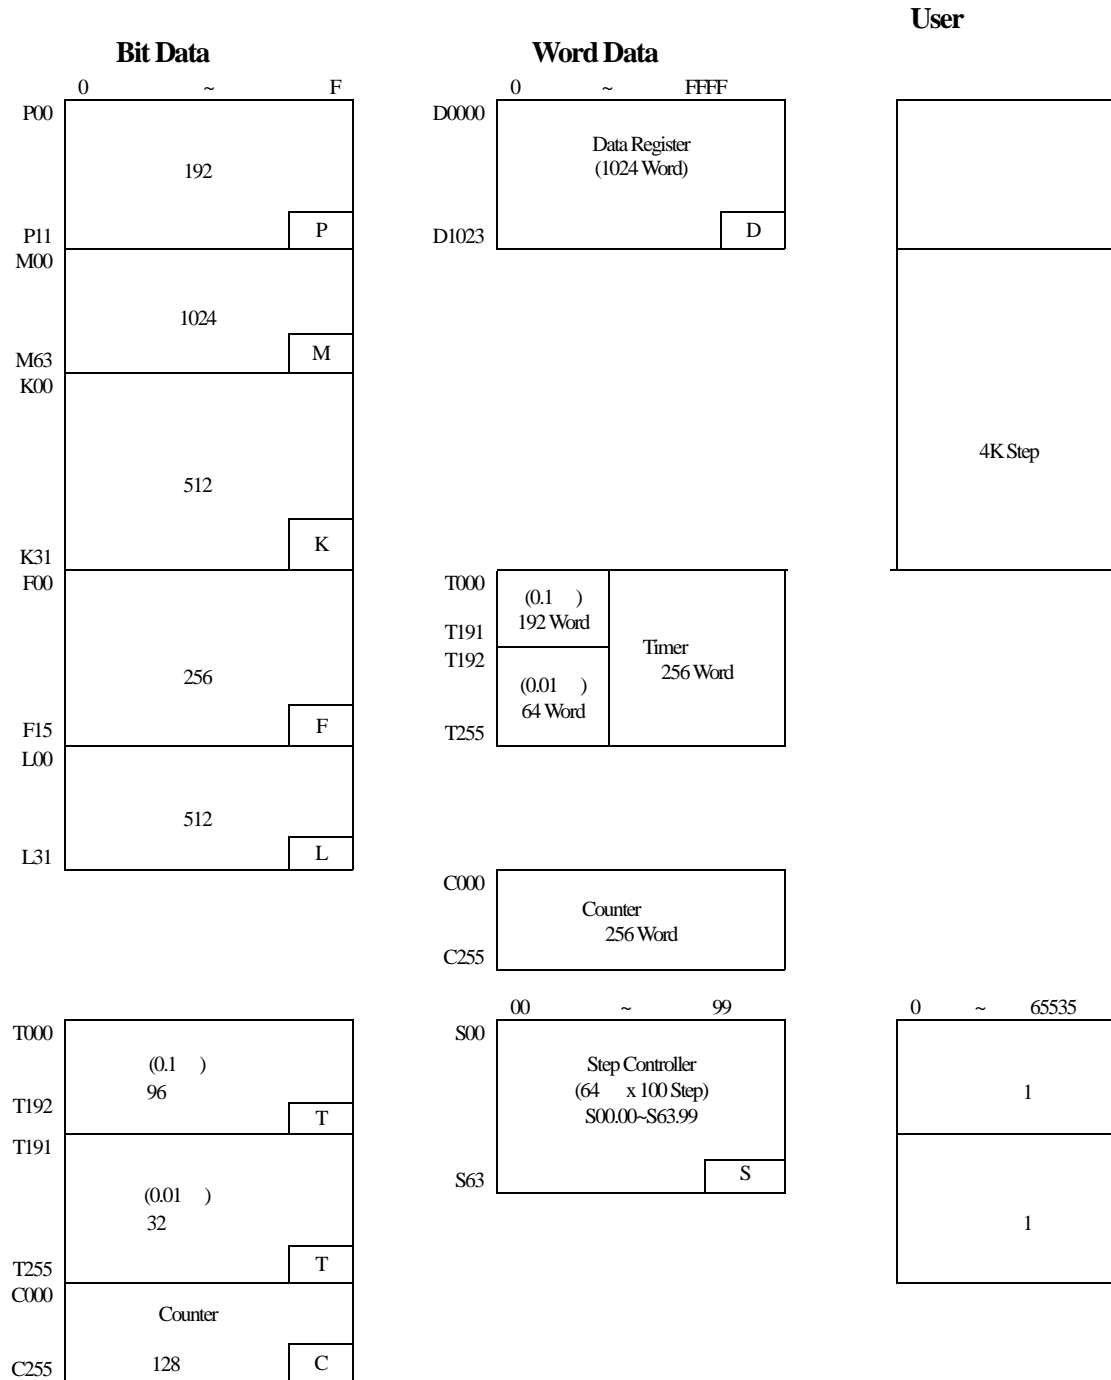 User
Bit Data
Word Data
0 ~ F
0 ~ FFFF
P00
192
P11
P
M00
1024
M63
M
K00
512
K31
K
F00
256
F15
F
L00
512
L31
L
D0000
Data Register
(1024 Word)
D1023
D
4K Step
T000
(0.1 )
192 Word
T191
T192
(0.01 )
64 Word
T255
Timer
256 Word
C000
Counter
256 Word
C255
T000
(0.1 )
96
T192
T
T191
(0.01 )
32
T255
T
C000
Counter
128
C255
C
00 ~ 99
S00
Step Controller
(64 x 100 Step)
S00.00~S63.99
S63
S
0 ~ 65535
1
1